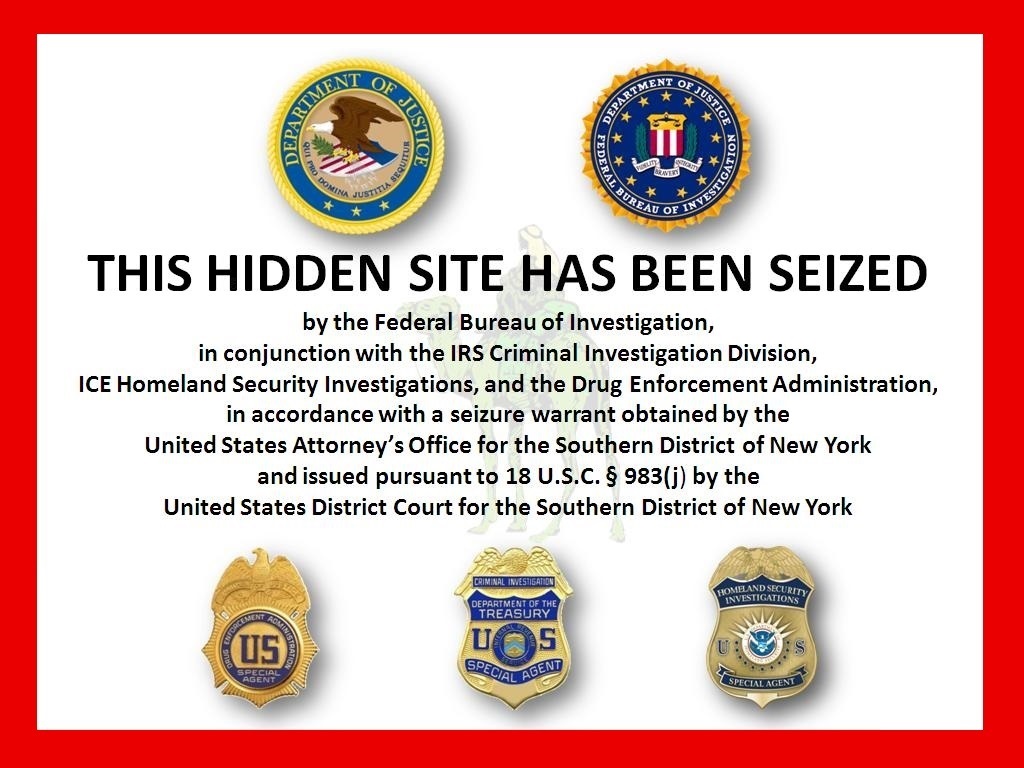 DEPARTMENT OF JUSTICE
QUI PRO DOMINA JUSTITIA SEQUITUR
DEPARTMENT OF JUSTICE
FEDERAL BUREAU OF INVESTIGATION
FIDELITY BRAVERY INTEGRITY
THIS HIDDEN SITE HAS BEEN SEIZED
by the Federal Bureau of Investigation,
in conjunction with the IRS Criminal Investigation Division,
ICE Homeland Security Investigations, and the Drug Enforcement Administration,
in accordance with a seizure warrant obtained by the
United States Attorney’s Office for the Southern District of New York
and issued pursuant to 18 U.S.C. § 983(j) by the
United States District Court for the Southern District of New York
DRUG ENFORCEMENT ADMINISTRATION
US
SPECIAL
AGENT
CRIMINAL INVESTIGATION
DEPARTMENT OF THE
TREASURY
U S
INTERNAL REVENUE
SPECIAL AGENT
HOMELAND SECURITY
INVESTIGATIONS
U S
SPECIAL AGENT